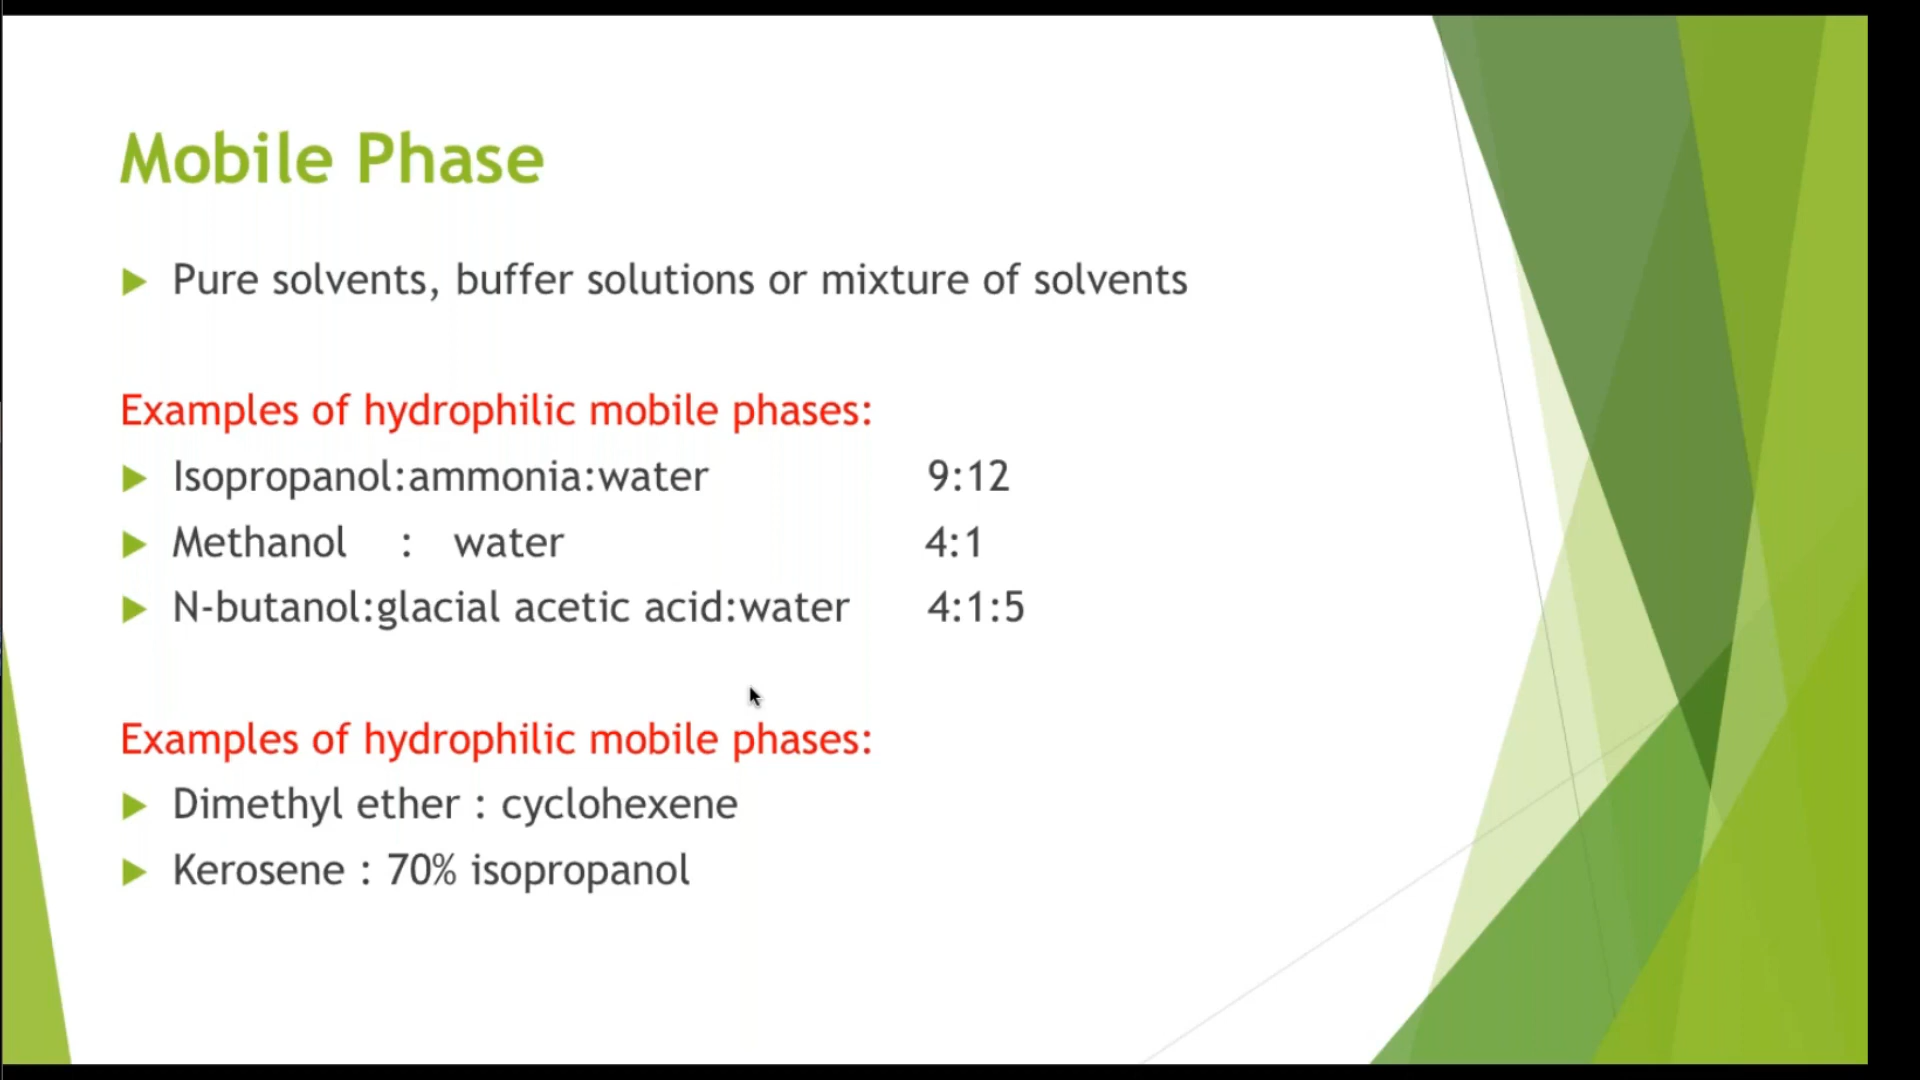 Mobile Phase
Pure solvents, buffer solutions or mixture of solvents
Examples of hydrophilic mobile phases:
Isopropanol:ammonia:water 9:12
Methanol : water 4:1
N-butanol:glacial acetic acid:water 4:1:5
Examples of hydrophilic mobile phases:
Dimethyl ether : cyclohexene
Kerosene : 70% isopropanol